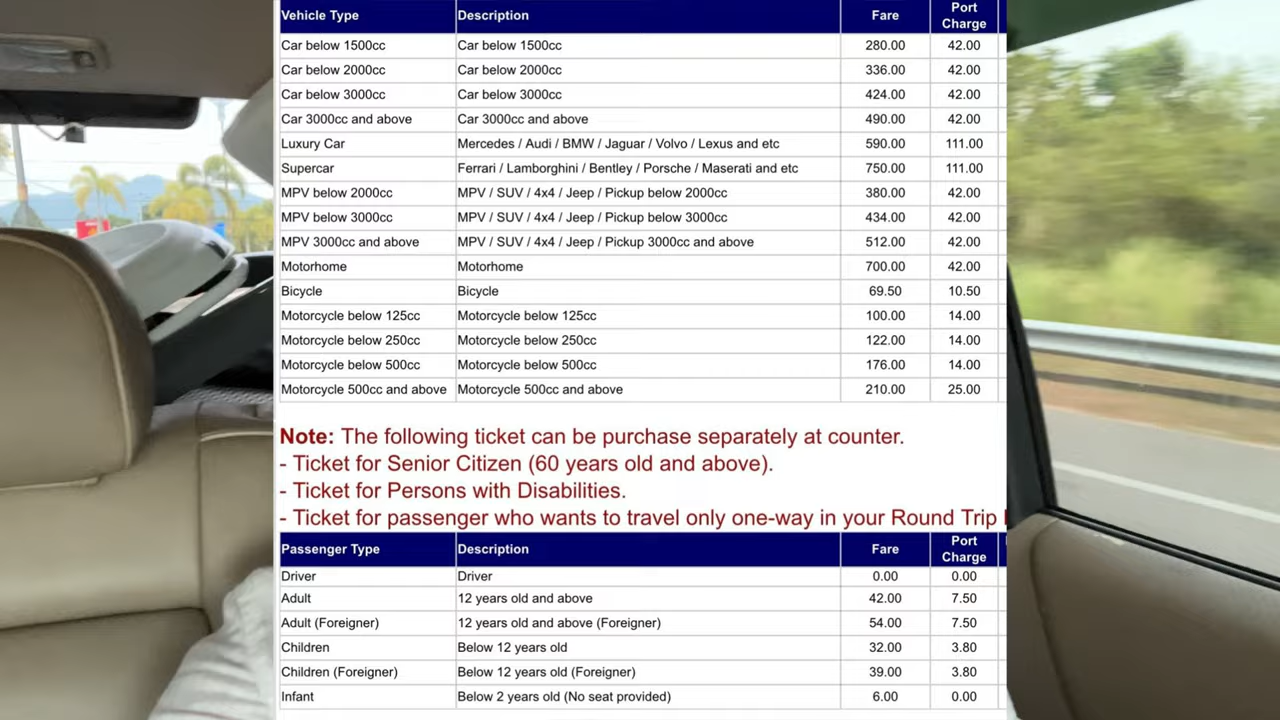 Vehicle Type Description Fare Port Charge
Car below 1500cc Car below 1500cc 280.00 42.00
Car below 2000cc Car below 2000cc 336.00 42.00
Car below 3000cc Car below 3000cc 424.00 42.00
Car 3000cc and above Car 3000cc and above 490.00 42.00
Luxury Car Mercedes / Audi / BMW / Jaguar / Volvo / Lexus and etc 590.00 111.00
Supercar Ferrari / Lamborghini / Bentley / Porsche / Maserati and etc 750.00 111.00
MPV below 2000cc MPV / SUV / 4x4 / Jeep / Pickup below 2000cc 380.00 42.00
MPV below 3000cc MPV / SUV / 4x4 / Jeep / Pickup below 3000cc 434.00 42.00
MPV 3000cc and above MPV / SUV / 4x4 / Jeep / Pickup 3000cc and above 512.00 42.00
Motorhome Motorhome 700.00 42.00
Bicycle Bicycle 69.50 10.50
Motorcycle below 125cc Motorcycle below 125cc 100.00 14.00
Motorcycle below 250cc Motorcycle below 250cc 122.00 14.00
Motorcycle below 500cc Motorcycle below 500cc 176.00 14.00
Motorcycle 500cc and above Motorcycle 500cc and above 210.00 25.00
Note: The following ticket can be purchase separately at counter.
- Ticket for Senior Citizen (60 years old and above).
- Ticket for Persons with Disabilities.
- Ticket for passenger who wants to travel only one-way in your Round Trip
Passenger Type Description Fare Port Charge
Driver Driver 0.00 0.00
Adult 12 years old and above 42.00 7.50
Adult (Foreigner) 12 years old and above (Foreigner) 54.00 7.50
Children Below 12 years old 32.00 3.80
Children (Foreigner) Below 12 years old (Foreigner) 39.00 3.80
Infant Below 2 years old (No seat provided) 6.00 0.00